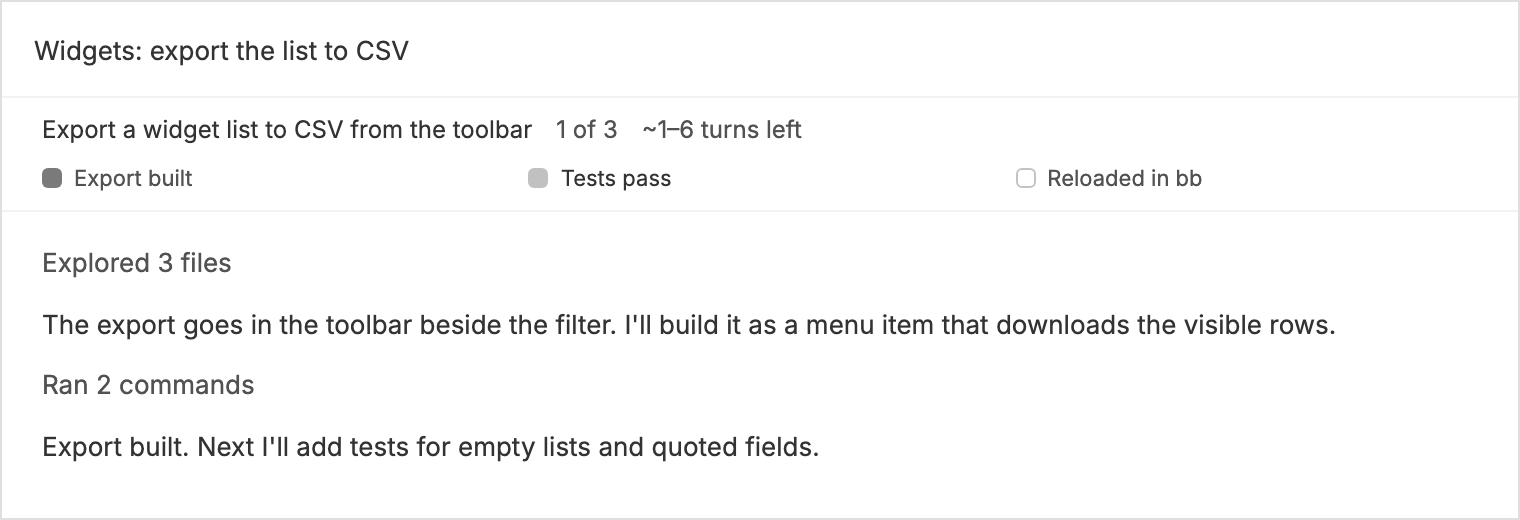 Widgets: export the list to CSV
Export a widget list to CSV from the toolbar 1 of 3 ~1–6 turns left
Export built Tests pass Reloaded in bb
Explored 3 files
The export goes in the toolbar beside the filter. I'll build it as a menu item that downloads the visible rows.
Ran 2 commands
Export built. Next I'll add tests for empty lists and quoted fields.